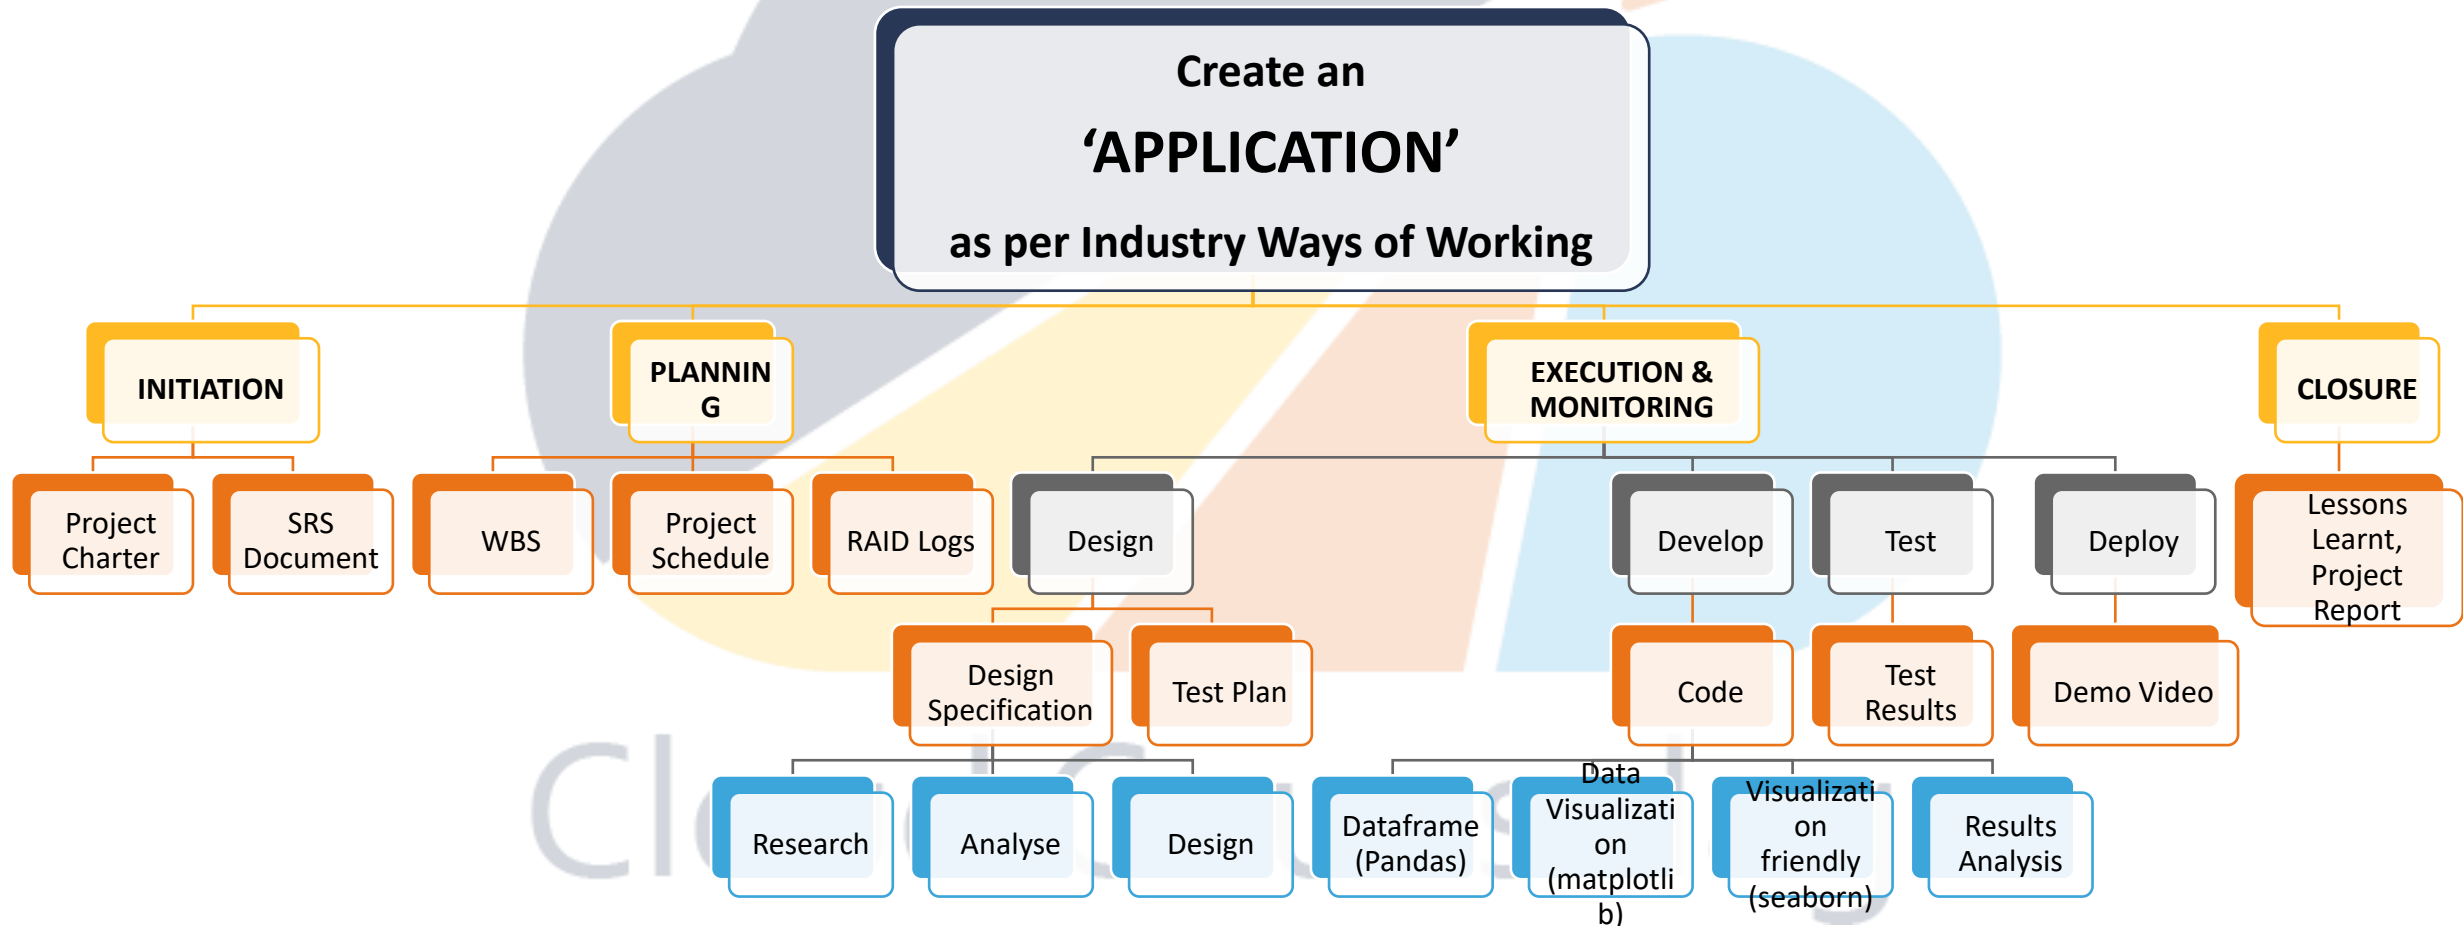 Create an
‘APPLICATION’
as per Industry Ways of Working
INITIATION
PLANNIN
G
EXECUTION &
MONITORING
CLOSURE
Project
Charter
SRS
Document
WBS
Project
Schedule
RAID Logs
Design
Develop
Test
Deploy
Lessons
Learnt,
Project
Report
Design
Specification
Test Plan
Code
Test
Results
Demo Video
Research
Analyse
Design
Dataframe
(Pandas)
Data
Visualizati
on
(matplotli
b)
Visualizati
on
friendly
(seaborn)
Results
Analysis